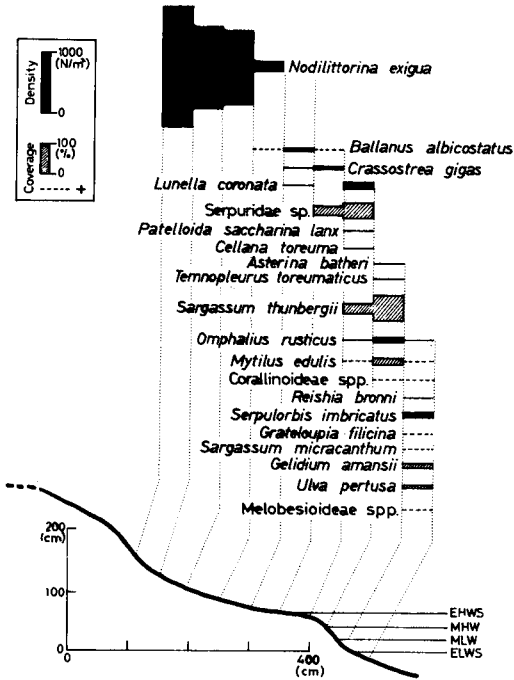 1000
(N/m²)
Density
0
100
(%)
Coverage
0
+
Nodilittorina exigua
Ballanus albicostatus
Crassostrea gigas
Lunella coronata
Serpuridae sp.
Patelloida saccharina lanx
Cellana toreuma
Asterina batheri
Temnopleurus toreumaticus
Sargassum thunbergii
Omphalius rusticus
Mytilus edulis
Corallinoideae spp.
Reishia bronni
Serpulorbis imbricatus
Grateloupia filicina
Sargassum micracanthum
Gelidium amansii
Ulva pertusa
Melobesioideae spp.
200
(cm)
100
0
0
400
(cm)
EHWS
MHW
MLW
ELWS